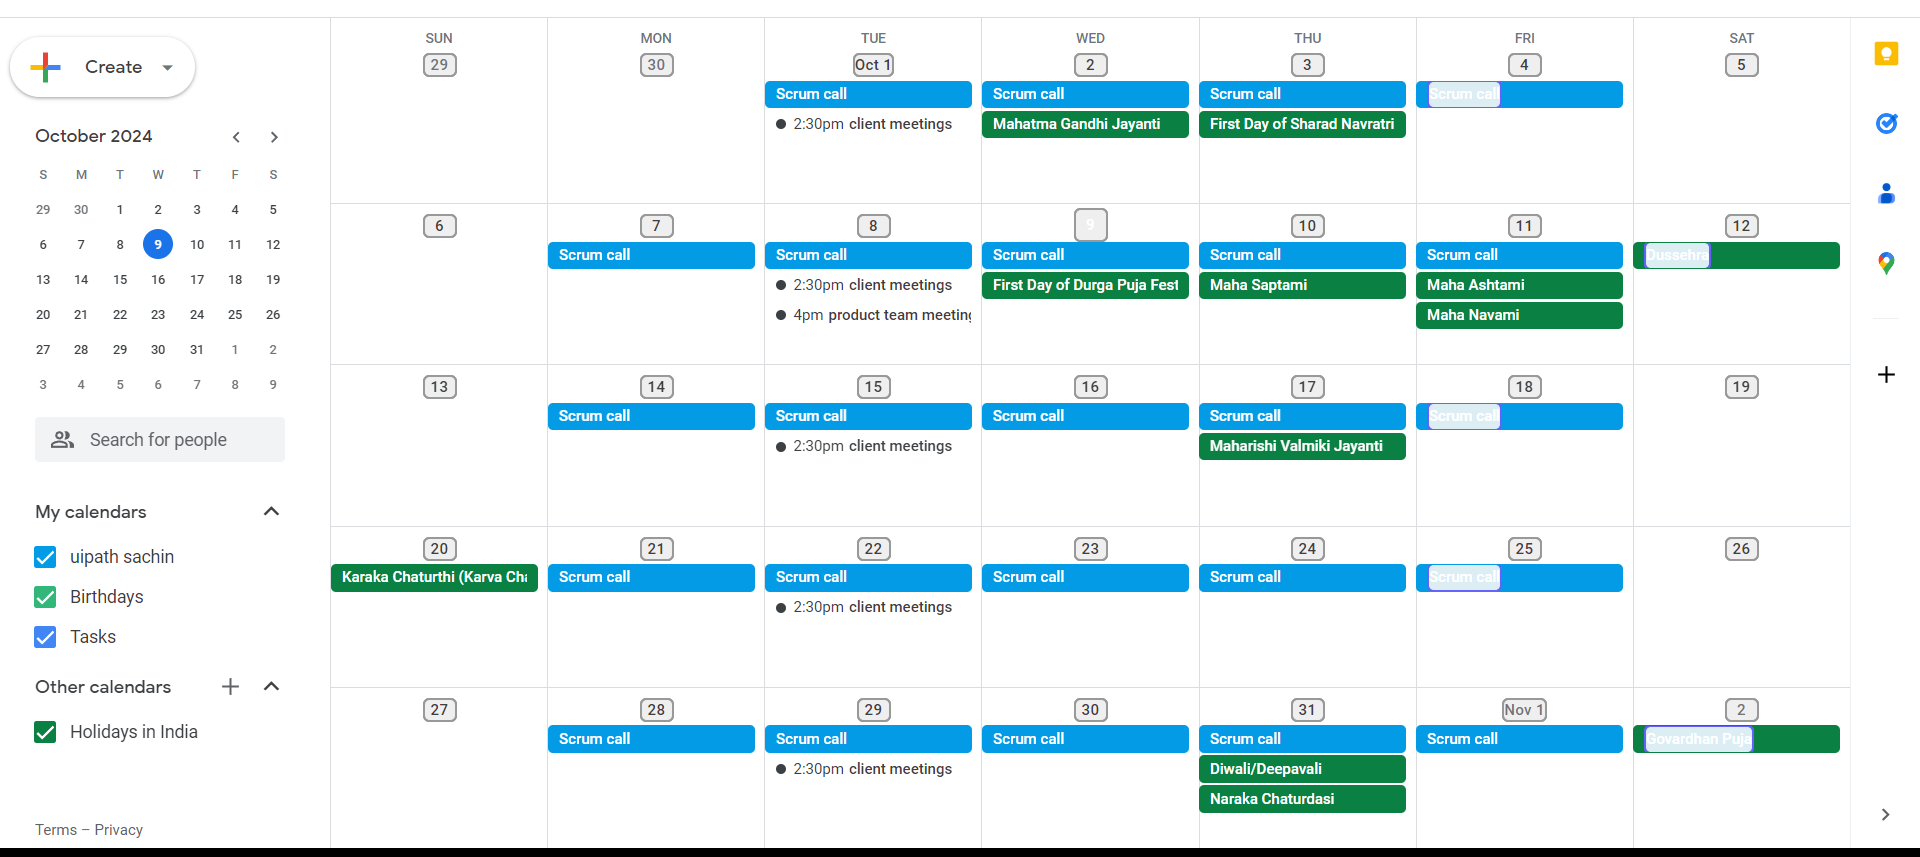 Create
October 2024
S M T W T F S
29 30 1 2 3 4 5
6 7 8 9 10 11 12
13 14 15 16 17 18 19
20 21 22 23 24 25 26
27 28 29 30 31 1 2
3 4 5 6 7 8 9
Search for people
My calendars
uipath sachin
Birthdays
Tasks
Other calendars
Holidays in India
Terms – Privacy
SUN MON TUE WED THU FRI SAT
29 30 Oct 1 2 3 4 5
Scrum call Scrum call Scrum call Scrum call
2:30pm client meetings Mahatma Gandhi Jayanti First Day of Sharad Navratri
6 7 8 9 10 11 12
Scrum call Scrum call Scrum call Scrum call Scrum call Dussehra
2:30pm client meetings First Day of Durga Puja Fest Maha Saptami Maha Ashtami
4pm product team meeting Maha Navami
13 14 15 16 17 18 19
Scrum call Scrum call Scrum call Scrum call Scrum call
2:30pm client meetings Maharishi Valmiki Jayanti
20 21 22 23 24 25 26
Karaka Chaturthi (Karva Cha Scrum call Scrum call Scrum call Scrum call Scrum call
2:30pm client meetings
27 28 29 30 31 Nov 1 2
Scrum call Scrum call Scrum call Scrum call Scrum call Govardhan Puja
2:30pm client meetings Diwali/Deepavali
Naraka Chaturdasi